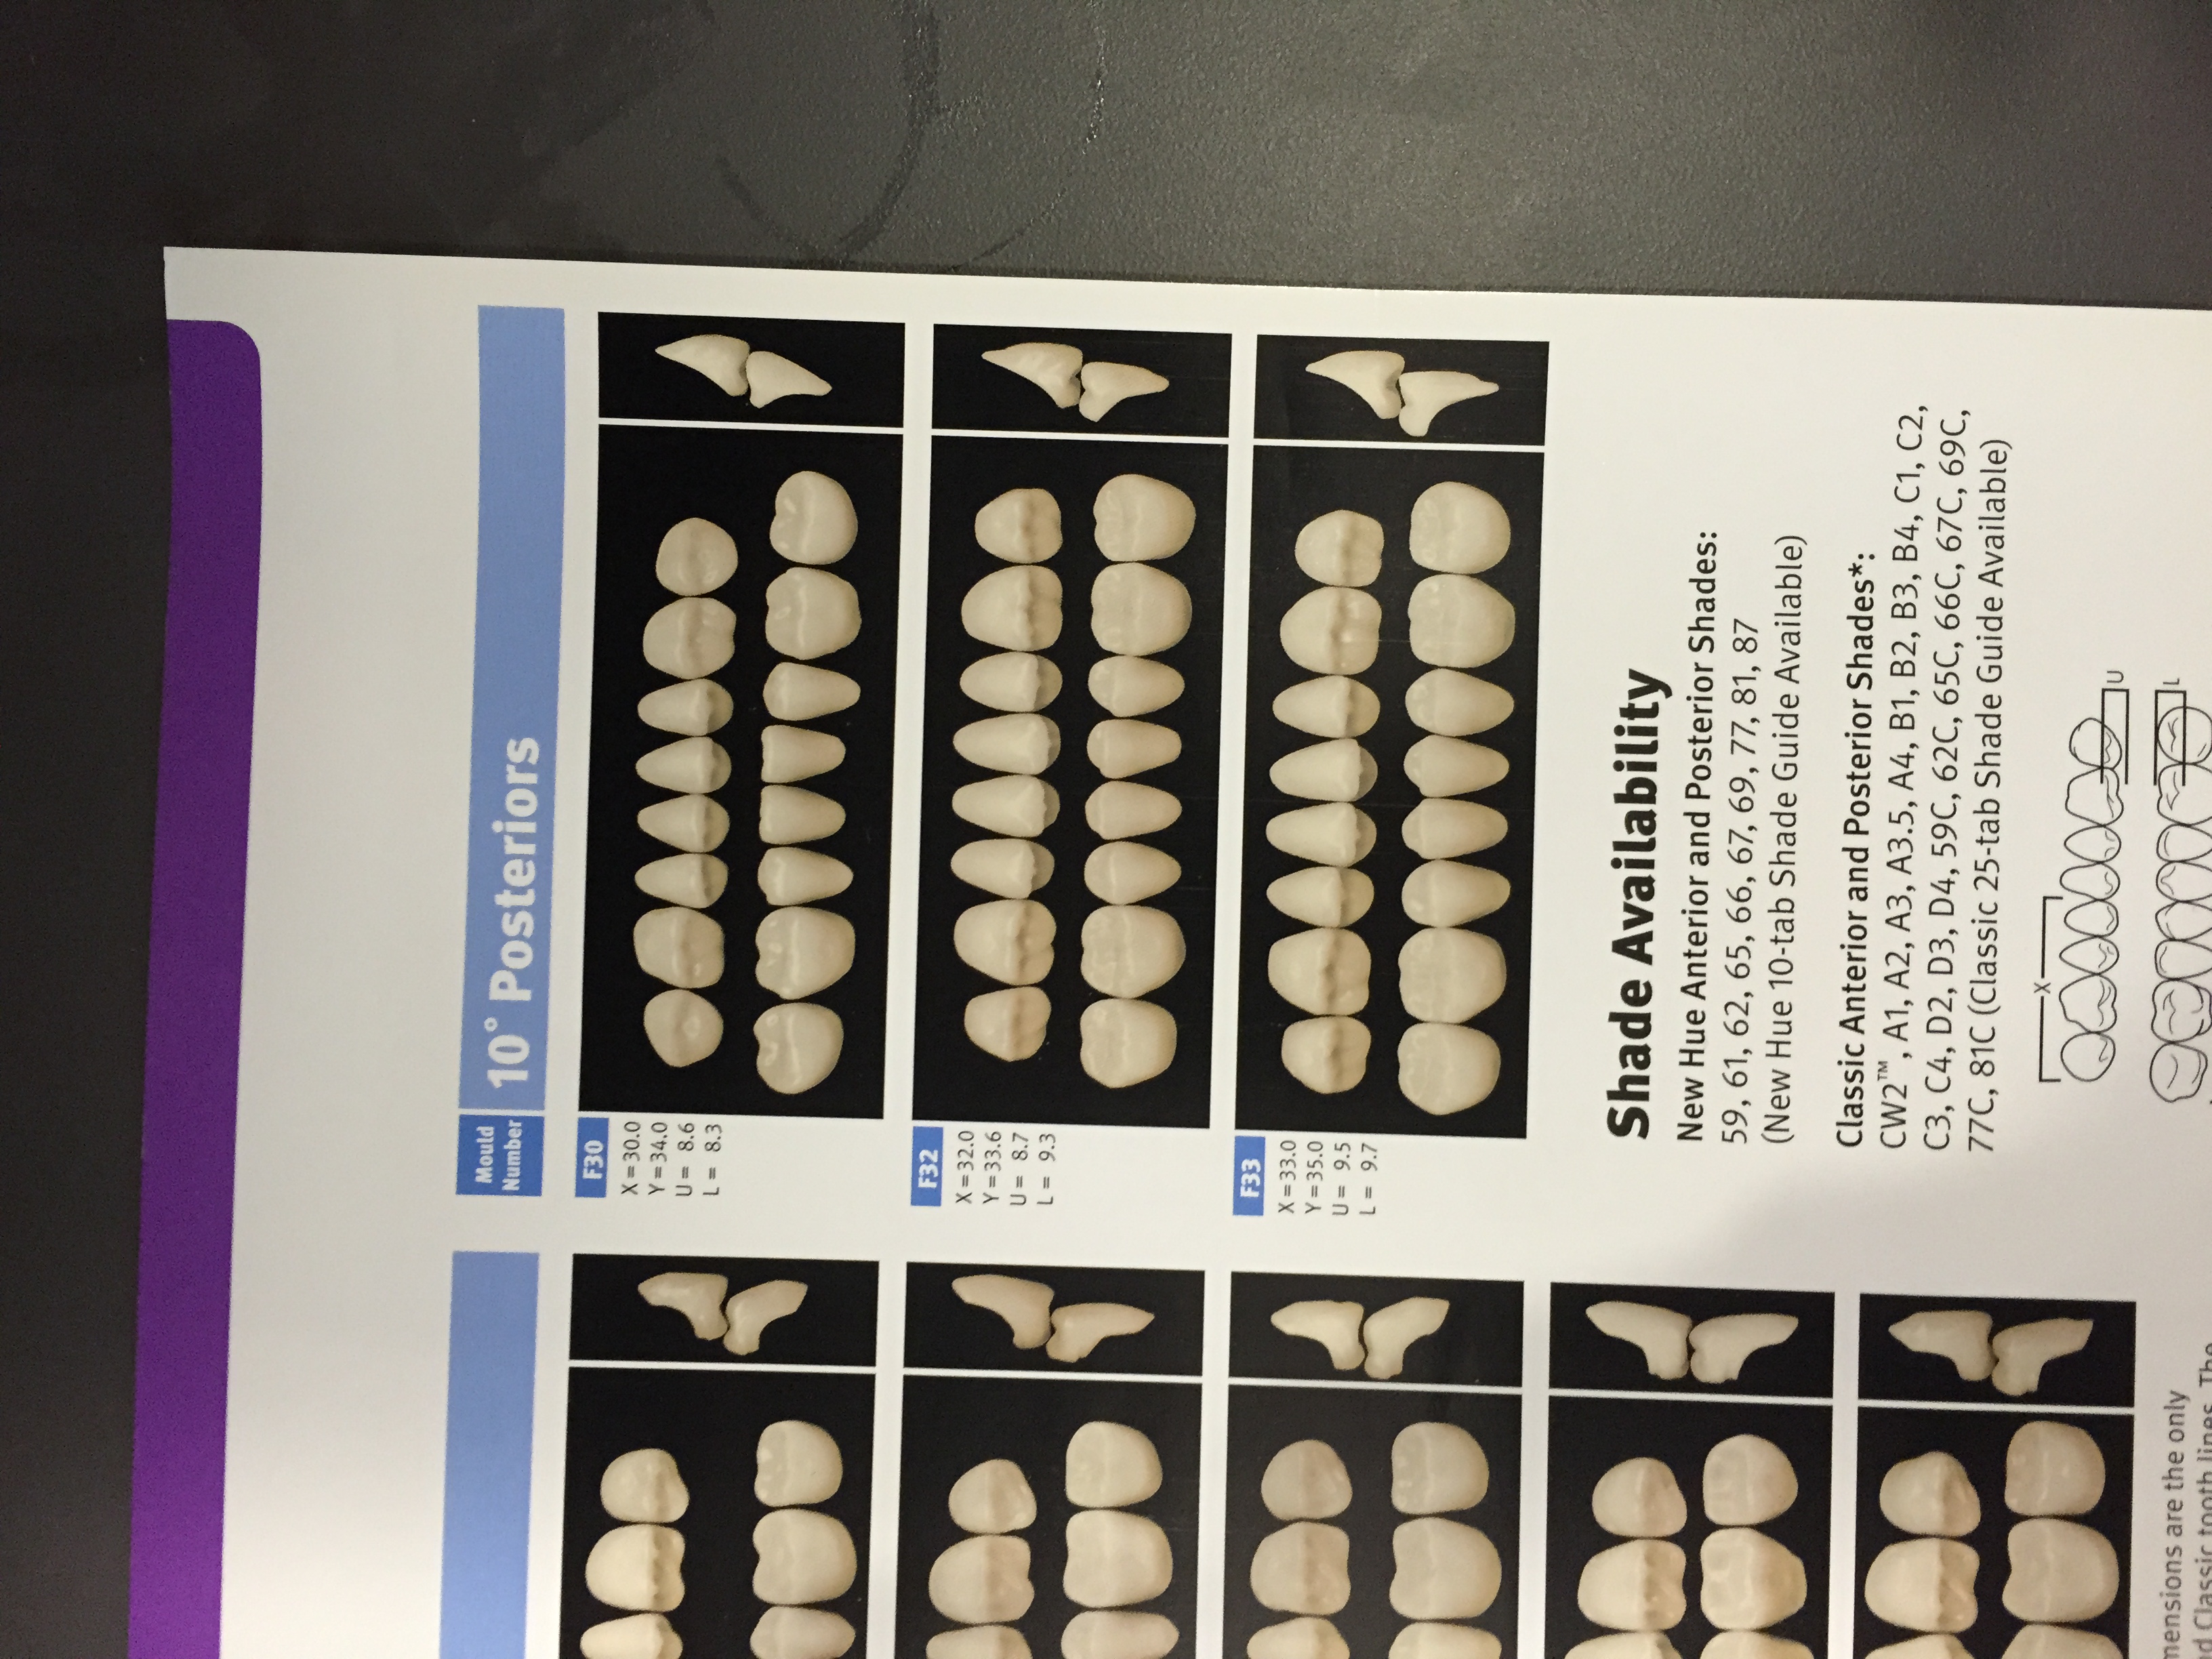 Mould
Number
10° Posteriors
F30
X=30.0
Y=34.0
U= 8.6
L= 8.3
F32
X=32.0
Y=33.6
U= 8.7
L= 9.3
F33
X=33.0
Y=35.0
U= 9.5
L= 9.7
Shade Availability
New Hue Anterior and Posterior Shades:
59, 61, 62, 65, 66, 67, 69, 77, 81, 87
(New Hue 10-tab Shade Guide Available)
Classic Anterior and Posterior Shades*:
CW2™, A1, A2, A3, A3.5, A4, B1, B2, B3, B4, C1, C2,
C3, C4, D2, D3, D4, 59C, 62C, 65C, 66C, 67C, 69C,
77C, 81C (Classic 25-tab Shade Guide Available)
X
U
L
mensions are the only
d Classic tooth lines. The